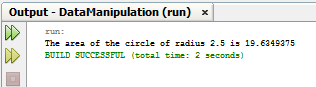 Output - DataManipulation (run) ×
run:
The area of the circle of radius 2.5 is 19.6349375
BUILD SUCCESSFUL (total time: 2 seconds)